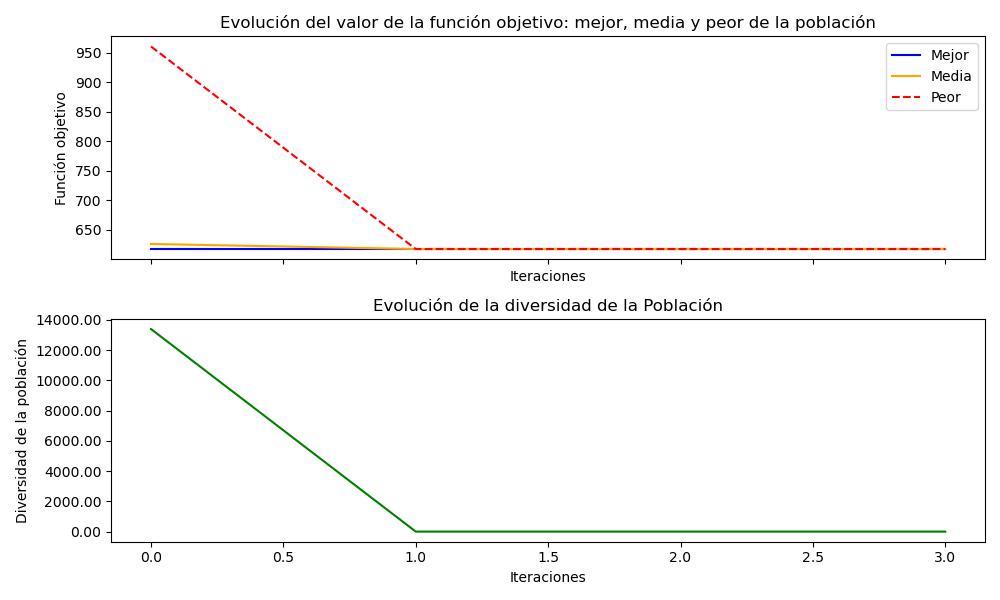 Evolución del valor de la función objetivo: mejor, media y peor de la población
Función objetivo
950
900
850
800
750
700
650
Mejor
Media
Peor
Iteraciones
Evolución de la diversidad de la Población
Diversidad de la población
14000.00
12000.00
10000.00
8000.00
6000.00
4000.00
2000.00
0.00
0.0 0.5 1.0 1.5 2.0 2.5 3.0
Iteraciones